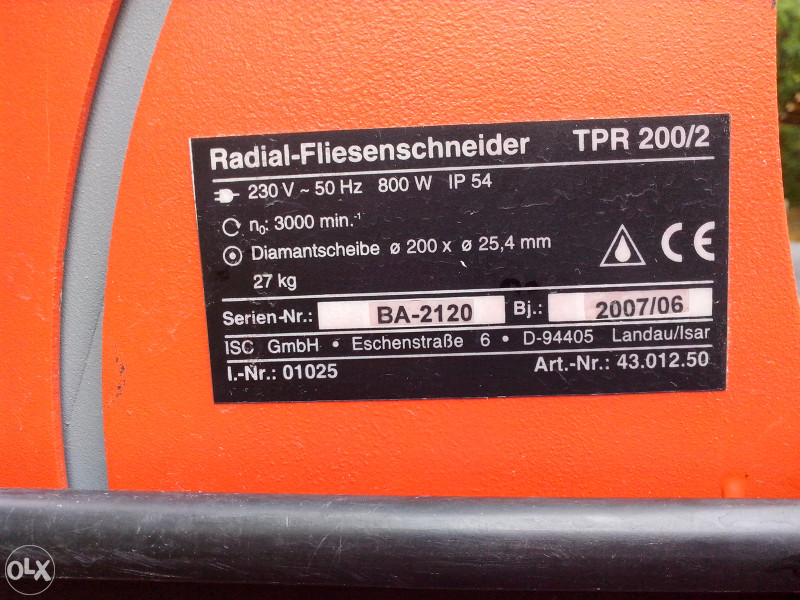 Radial-Fliesenschneider TPR 200/2
230 V ~ 50 Hz 800 W IP 54
n₀: 3000 min.⁻¹
Diamantscheibe ø 200 x ø 25,4 mm
27 kg
CE
Serien-Nr.: BA-2120 Bj.: 2007/06
ISC GmbH • Eschenstraße 6 • D-94405 Landau/Isar
I.-Nr.: 01025 Art.-Nr.: 43.012.50
OLX